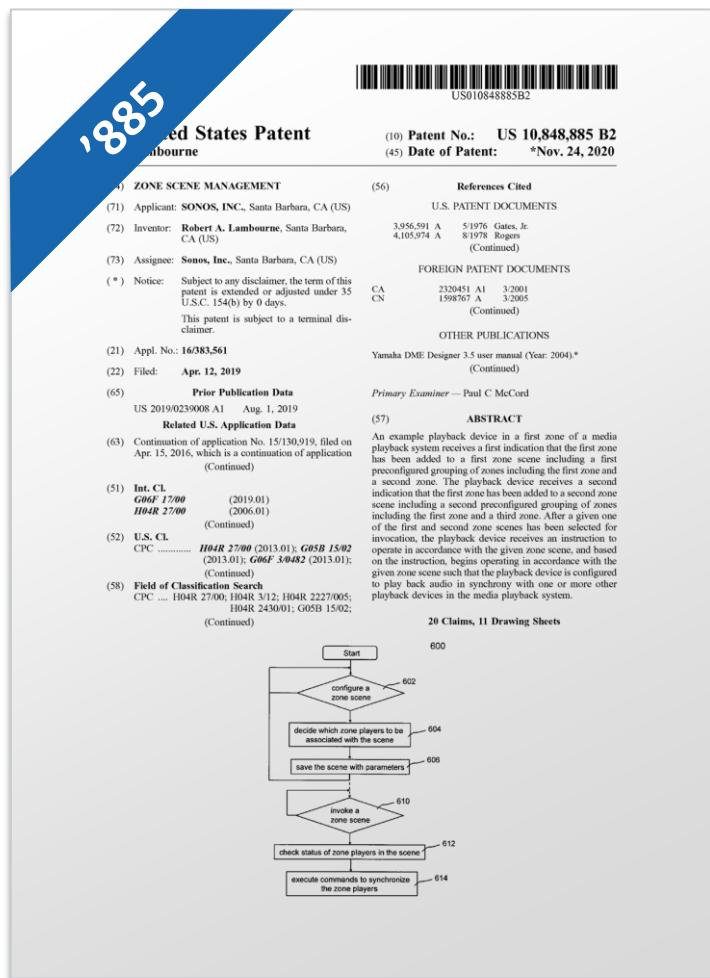 '885
US010848885B2
ed States Patent
mbourne
(10) Patent No.: US 10,848,885 B2
(45) Date of Patent: *Nov. 24, 2020
ZONE SCENE MANAGEMENT
(71) Applicant: SONOS, INC., Santa Barbara, CA (US)
(72) Inventor: Robert A. Lambourne, Santa Barbara,
CA (US)
(73) Assignee: Sonos, Inc., Santa Barbara, CA (US)
( * ) Notice: Subject to any disclaimer, the term of this
patent is extended or adjusted under 35
U.S.C. 154(b) by 0 days.
This patent is subject to a terminal dis-
claimer.
(21) Appl. No.: 16/383,561
(22) Filed: Apr. 12, 2019
(65) Prior Publication Data
US 2019/0239008 A1 Aug. 1, 2019
Related U.S. Application Data
(63) Continuation of application No. 15/130,919, filed on
Apr. 15, 2016, which is a continuation of application
(Continued)
(51) Int. Cl.
G06F 17/00 (2019.01)
H04R 27/00 (2006.01)
(Continued)
(52) U.S. Cl.
CPC ............. H04R 27/00 (2013.01); G05B 15/02
(2013.01); G06F 3/0482 (2013.01);
(Continued)
(58) Field of Classification Search
CPC .... H04R 27/00; H04R 3/12; H04R 2227/005;
H04R 2430/01; G05B 15/02;
(Continued)
(56) References Cited
U.S. PATENT DOCUMENTS
3,956,591 A 5/1976 Gates, Jr.
4,105,974 A 8/1978 Rogers
(Continued)
FOREIGN PATENT DOCUMENTS
CA 2320451 A1 3/2001
CN 1598767 A 3/2005
(Continued)
OTHER PUBLICATIONS
Yamaha DME Designer 3.5 user manual (Year: 2004).*
(Continued)
Primary Examiner — Paul C McCord
(57) ABSTRACT
An example playback device in a first zone of a media
playback system receives a first indication that the first zone
has been added to a first zone scene including a first
preconfigured grouping of zones including the first zone and
a second zone. The playback device receives a second
indication that the first zone has been added to a second zone
scene including a second preconfigured grouping of zones
including the first zone and a third zone. After a given one
of the first and second zone scenes has been selected for
invocation, the playback device receives an instruction to
operate in accordance with the given zone scene, and based
on the instruction, begins operating in accordance with the
given zone scene such that the playback device is configured
to play back audio in synchrony with one or more other
playback devices in the media playback system.
20 Claims, 11 Drawing Sheets
600
Start
602
configure a
zone scene
decide which zone players to be
associated with the scene
604
save the scene with parameters
606
610
invoke a
zone scene
check status of zone players in the scene
612
execute commands to synchronize
the zone players
614